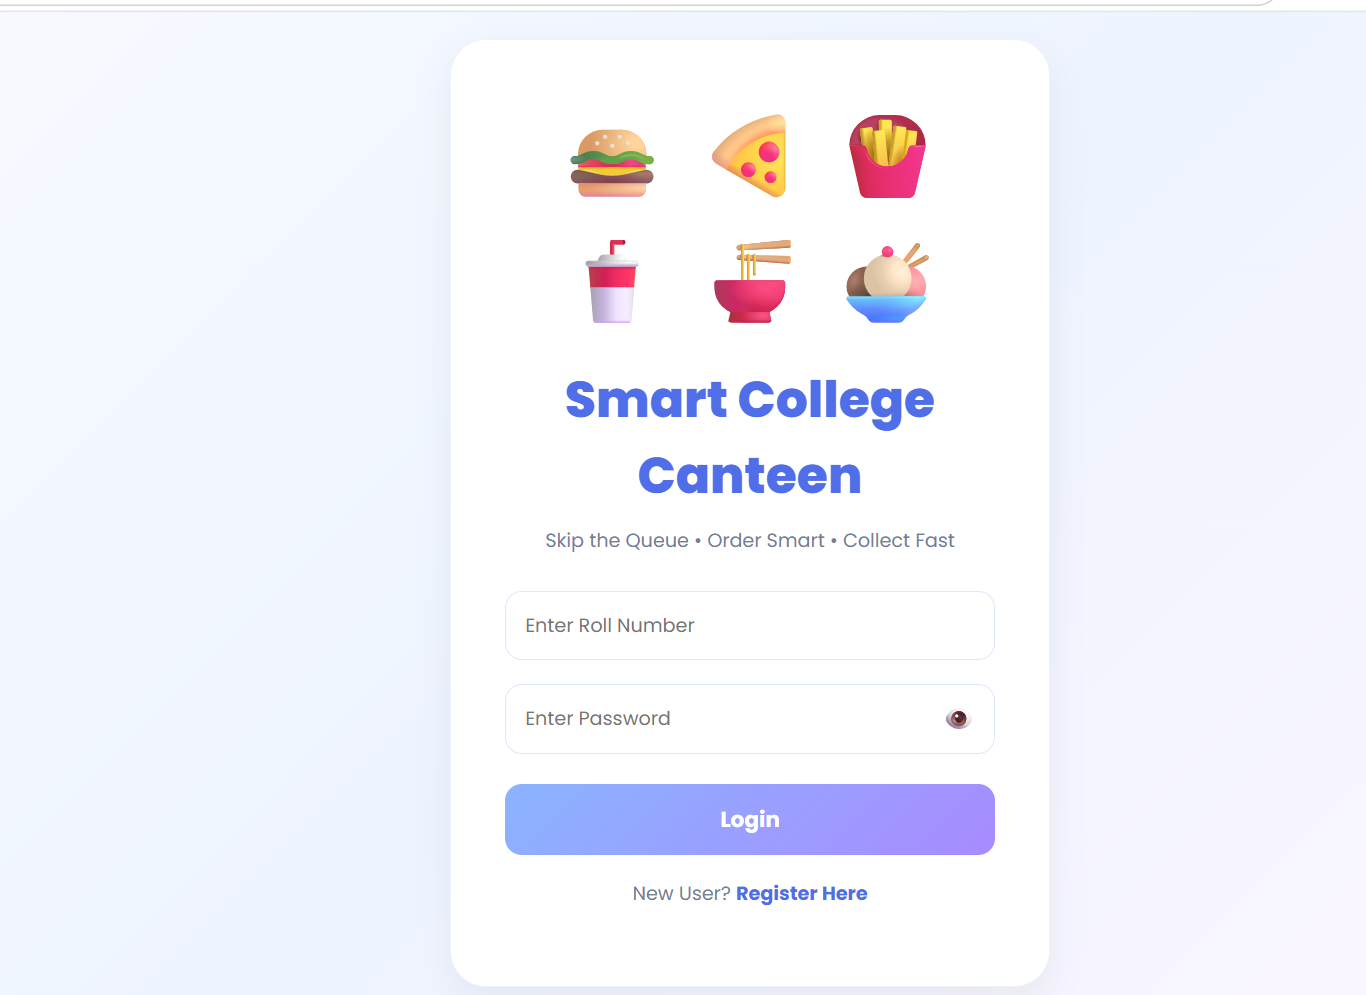 Smart College
Canteen
Skip the Queue • Order Smart • Collect Fast
Enter Roll Number
Enter Password
Login
New User? Register Here